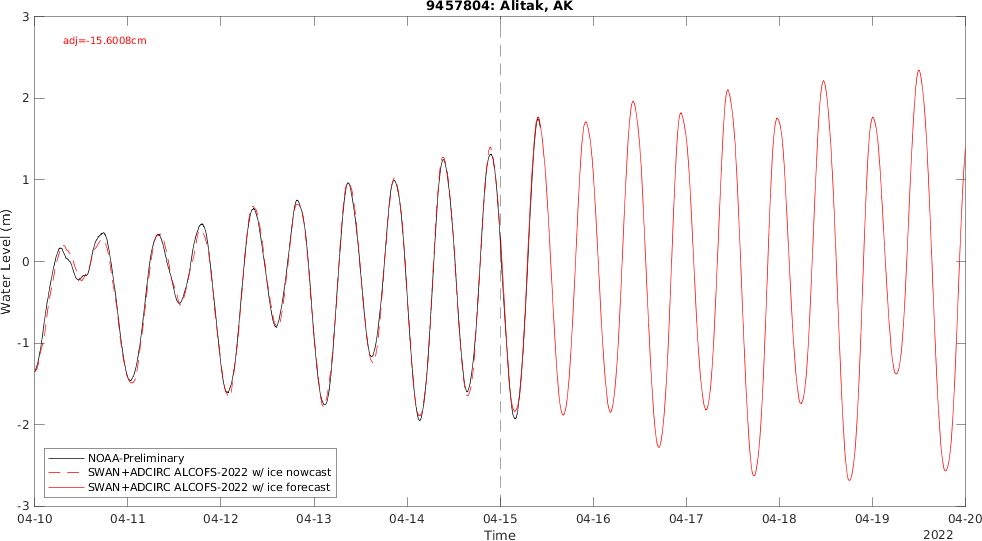 9457804: Alitak, AK
adj=-15.6008cm
3
2
1
0
-1
-2
-3
Water Level (m)
NOAA-Preliminary
SWAN+ADCIRC ALCOFS-2022 w/ ice nowcast
SWAN+ADCIRC ALCOFS-2022 w/ ice forecast
04-10 04-11 04-12 04-13 04-14 04-15 04-16 04-17 04-18 04-19 04-20
Time
2022